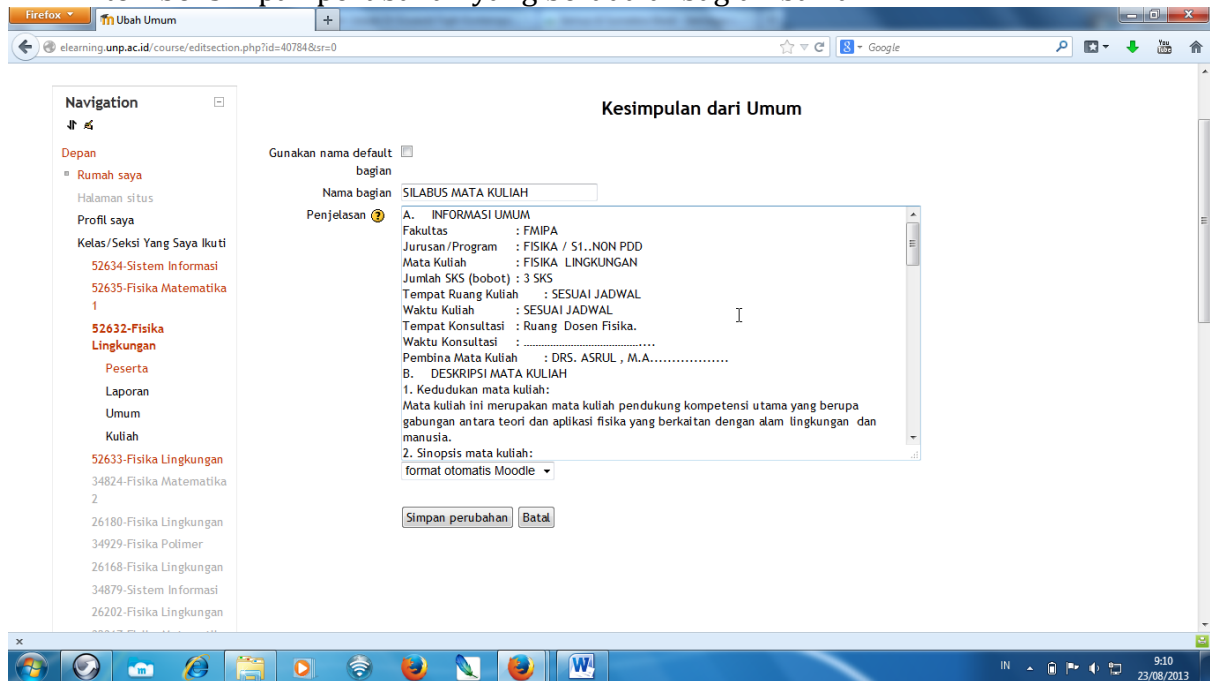 Firefox
Ubah Umum
elearning.unp.ac.id/course/editsection.php?id=40784&sr=0
Google
Navigation
Depan
Rumah saya
Halaman situs
Profil saya
Kelas/Seksi Yang Saya Ikuti
52634-Sistem Informasi
52635-Fisika Matematika
1
52632-Fisika
Lingkungan
Peserta
Laporan
Umum
Kuliah
52633-Fisika Lingkungan
34824-Fisika Matematika
2
26180-Fisika Lingkungan
34929-Fisika Polimer
26168-Fisika Lingkungan
34879-Sistem Informasi
26202-Fisika Lingkungan
Kesimpulan dari Umum
Gunakan nama default
bagian
Nama bagian SILABUS MATA KULIAH
Penjelasan
A. INFORMASI UMUM
Fakultas : FMIPA
Jurusan/Program : FISIKA / S1..NON PDD
Mata Kuliah : FISIKA LINGKUNGAN
Jumlah SKS (bobot) : 3 SKS
Tempat Ruang Kuliah : SESUAI JADWAL
Waktu Kuliah : SESUAI JADWAL
Tempat Konsultasi : Ruang Dosen Fisika.
Waktu Konsultasi : ..........................................
Pembina Mata Kuliah : DRS. ASRUL , M.A..................
B. DESKRIPSI MATA KULIAH
1. Kedudukan mata kuliah:
Mata kuliah ini merupakan mata kuliah pendukung kompetensi utama yang berupa
gabungan antara teori dan aplikasi fisika yang berkaitan dengan alam lingkungan dan
manusia.
2. Sinopsis mata kuliah:
format otomatis Moodle
Simpan perubahan Batal
IN
9:10
23/08/2013